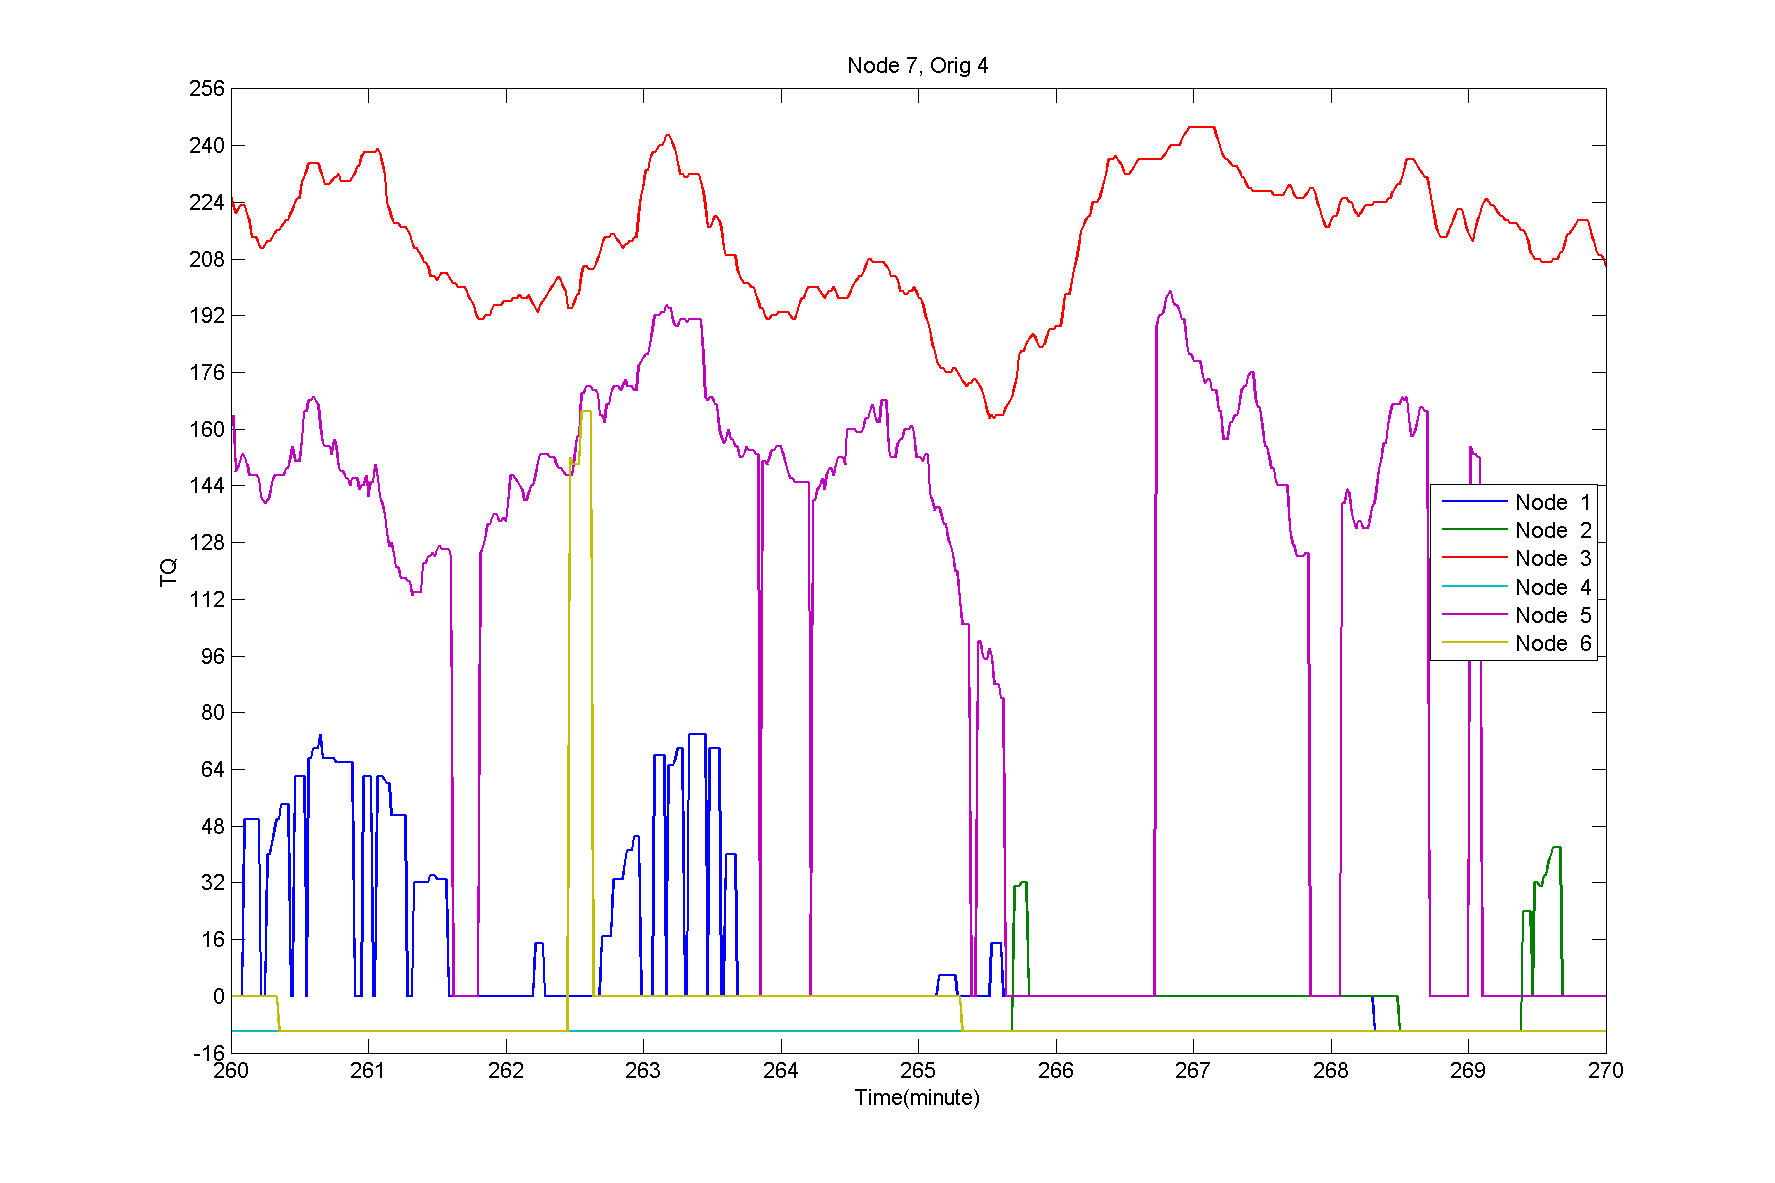 Node 7, Orig 4
256
240
224
208
192
176
160
144
128
112
96
80
64
48
32
16
0
-16
TQ
Node 1
Node 2
Node 3
Node 4
Node 5
Node 6
260 261 262 263 264 265 266 267 268 269 270
Time(minute)